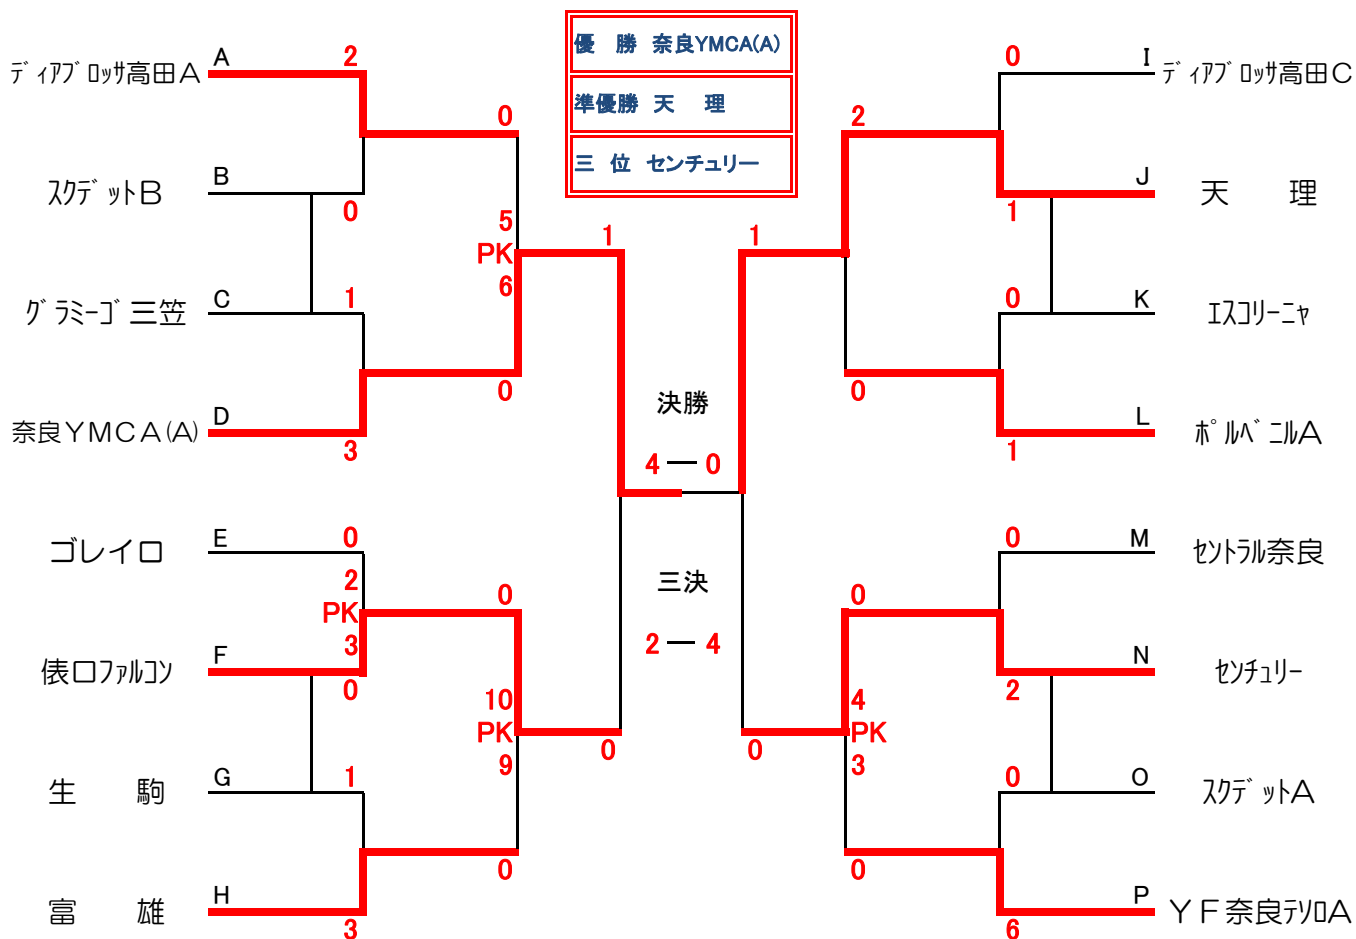 優　勝　奈良YMCA(A)
準優勝　天　理
三　位　センチュリー
A
ﾃﾞｨｱﾌﾞﾛｯｻ高田A
2
0
B
ｽｸﾃﾞｯﾄB
0
C
ｸﾞﾗﾐｰｺﾞ三笠
1
5
PK
6
1
D
奈良YMCA(A)
3
0
E
ゴレイロ
0
2
PK
3
0
F
俵口ﾌｧﾙｺﾝ
0
G
生　駒
1
10
PK
9
0
H
富　雄
3
0
決勝
4 ― 0
三決
2 ― 4
I
ﾃﾞｨｱﾌﾞﾛｯｻ高田C
0
2
J
天　理
1
1
K
ｴｽｺﾘｰﾆｬ
0
L
ﾎﾟﾙﾍﾞﾆﾙA
1
0
M
ｾﾝﾄﾗﾙ奈良
0
0
N
ｾﾝﾁｭﾘｰ
2
4
PK
3
0
O
ｽｸﾃﾞｯﾄA
0
P
YF奈良ﾃｿﾛA
6
0